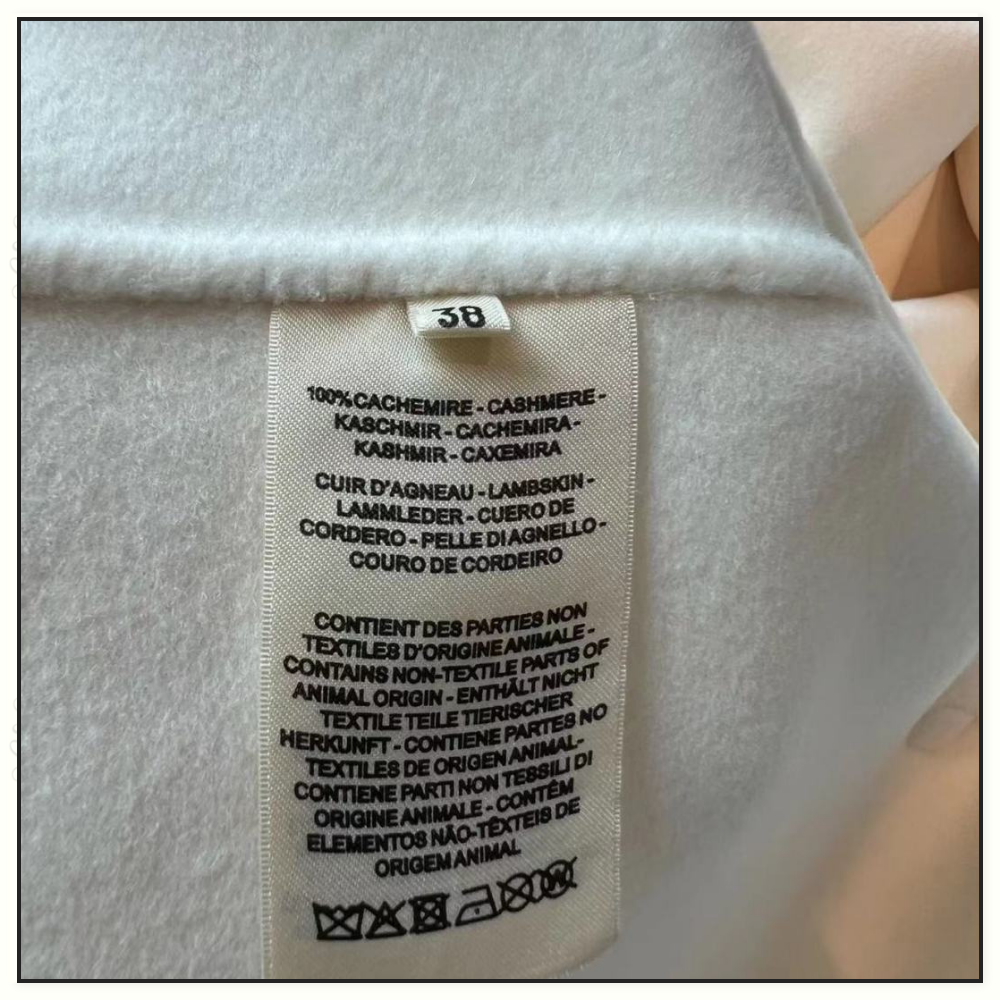 38
100% CACHEMIRE - CASHMERE -
KASCHMIR - CACHEMIRA -
KASHMIR - CAXEMIRA
CUIR D'AGNEAU - LAMBSKIN -
LAMMLEDER - CUERO DE
CORDERO - PELLE DI AGNELLO -
COURO DE CORDEIRO
CONTIENT DES PARTIES NON
TEXTILES D'ORIGINE ANIMALE -
CONTAINS NON-TEXTILE PARTS OF
ANIMAL ORIGIN - ENTHÄLT NICHT
TEXTILE TEILE TIERISCHER
HERKUNFT - CONTIENE PARTES NO
TEXTILES DE ORIGEN ANIMAL-
CONTIENE PARTI NON TESSILI DI
ORIGINE ANIMALE - CONTÉM
ELEMENTOS NÃO-TÊXTEIS DE
ORIGEM ANIMAL
W